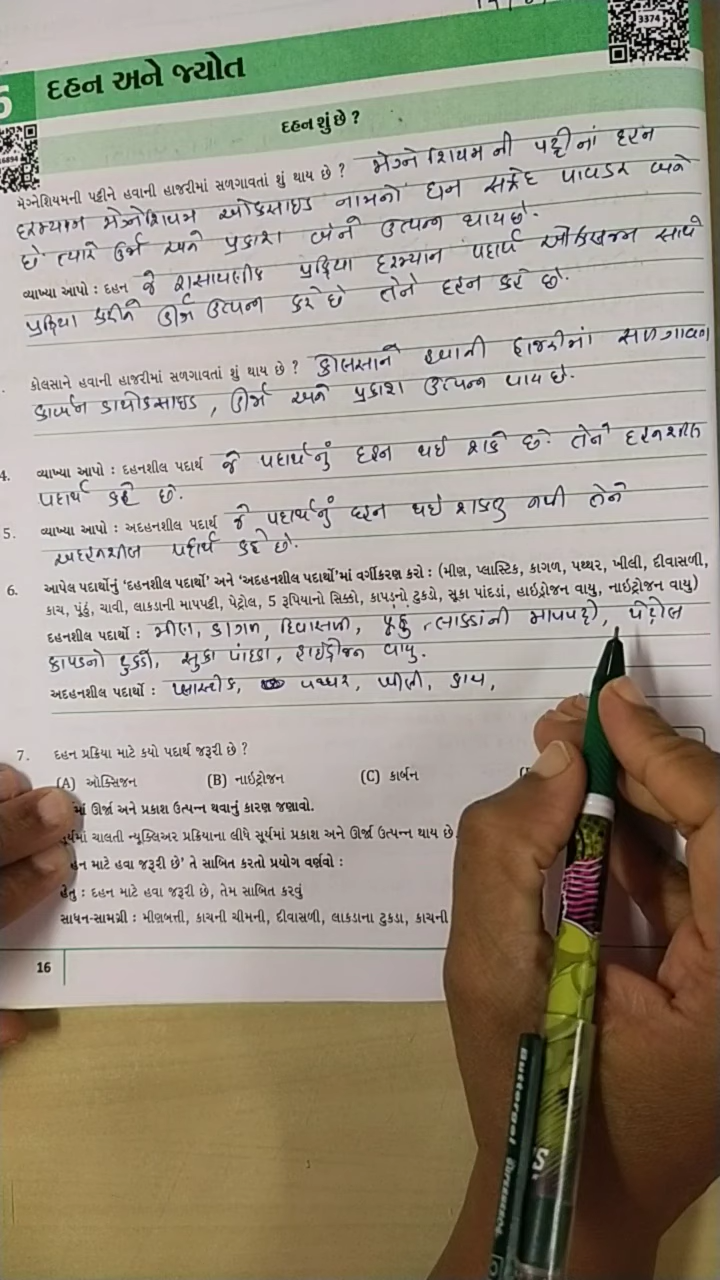 3374
દહન અને જ્યોત
16894
દહન શું છે ?
મેગ્નેશિયમની પટ્ટીને હવાની હાજરીમાં સળગાવતાં શું થાય છે ? મેગ્નેશિયમ ની પટ્ટીનાં દહન
દરમ્યાન મેગ્નેશિયમ ઓક્સાઇડ નામનો ઘન સફેદ પાવડર બને
છે ત્યારે ઉર્જા અને પ્રકાશ બંને ઉત્પન્ન થાય છે.
વ્યાખ્યા આપો : દહન જે રાસાયણીક પ્રક્રિયા દરમ્યાન પદાર્થ ઓક્સિજન સાથે
પ્રક્રિયા કરીને ઊર્જા ઉત્પન્ન કરે છે તેને દહન કહે છે.
કોલસાને હવાની હાજરીમાં સળગાવતાં શું થાય છે ? કોલસાને હવાની હાજરીમાં સળગાવતા
કાર્બન ડાયોકસાઇડ , ઊર્જા અને પ્રકાશ ઉત્પન્ન થાય છે.
4. વ્યાખ્યા આપો : દહનશીલ પદાર્થ જે પદાર્થનું દહન થઈ શકે છે. તેને દહનશીલ
પદાર્થ કહે છે.
5. વ્યાખ્યા આપો : અદહનશીલ પદાર્થ જે પદાર્થનું દહન થઈ શકતુ નથી તેને
અદહનશીલ પદાર્થ કહે છે.
6. આપેલ પદાર્થોનું 'દહનશીલ પદાર્થો' અને 'અદહનશીલ પદાર્થો'માં વર્ગીકરણ કરો : (મીણ, પ્લાસ્ટિક, કાગળ, પથ્થર, ખીલી, દીવાસળી,
કાચ, પૂંઠું, ચાવી, લાકડાની માપપટ્ટી, પેટ્રોલ, 5 રૂપિયાનો સિક્કો, કાપડનો ટુકડો, સૂકા પાંદડાં, હાઇડ્રોજન વાયુ, નાઇટ્રોજન વાયુ)
દહનશીલ પદાર્થો : મીણ, કાગળ, દિવાસળી, પૂઠ્ઠુ, લાકડાંની માપપટ્ટી, પેટ્રોલ
કાપડનો ટુકડો, સુકા પાંદડા, હાઇડ્રોજન વાયુ.
અદહનશીલ પદાર્થો : પ્લાસ્ટીક, પથ્થર, ખીલી, કાચ,
7. દહન પ્રક્રિયા માટે કયો પદાર્થ જરૂરી છે ?
(A) ઓક્સિજન (B) નાઇટ્રોજન (C) કાર્બન
માં ઊર્જા અને પ્રકાશ ઉત્પન્ન થવાનું કારણ જણાવો.
સૂર્યમાં ચાલતી ન્યૂક્લિઅર પ્રક્રિયાના લીધે સૂર્યમાં પ્રકાશ અને ઊર્જા ઉત્પન્ન થાય છે.
માટે હવા જરૂરી છે' તે સાબિત કરતો પ્રયોગ વર્ણવો :
હેતુ : દહન માટે હવા જરૂરી છે, તેમ સાબિત કરવું
સાધન-સામગ્રી : મીણબત્તી, કાચની ચીમની, દીવાસળી, લાકડાના ટુકડા, કાચની
16